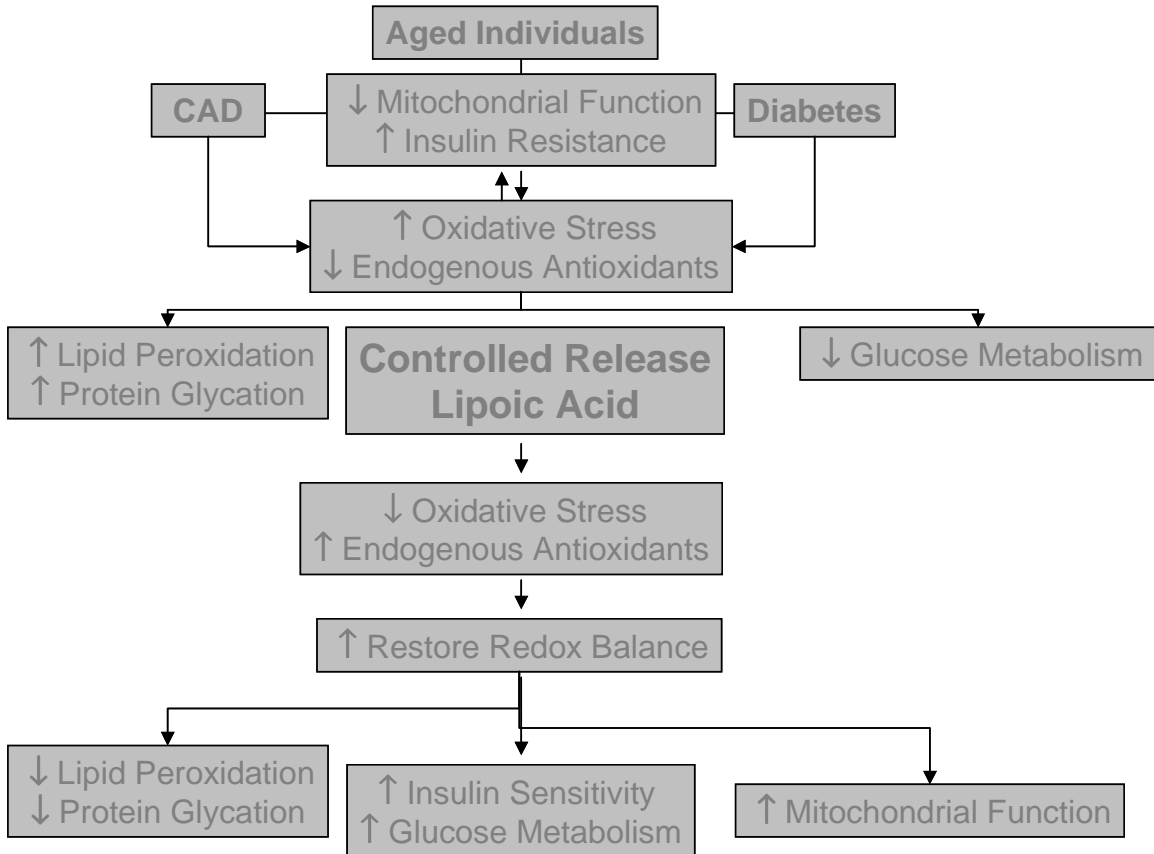 Aged Individuals
CAD
↓ Mitochondrial Function
↑ Insulin Resistance
Diabetes
↑ Oxidative Stress
↓ Endogenous Antioxidants
↑ Lipid Peroxidation
↑ Protein Glycation
Controlled Release
Lipoic Acid
↓ Glucose Metabolism
↓ Oxidative Stress
↑ Endogenous Antioxidants
↑ Restore Redox Balance
↓ Lipid Peroxidation
↓ Protein Glycation
↑ Insulin Sensitivity
↑ Glucose Metabolism
↑ Mitochondrial Function